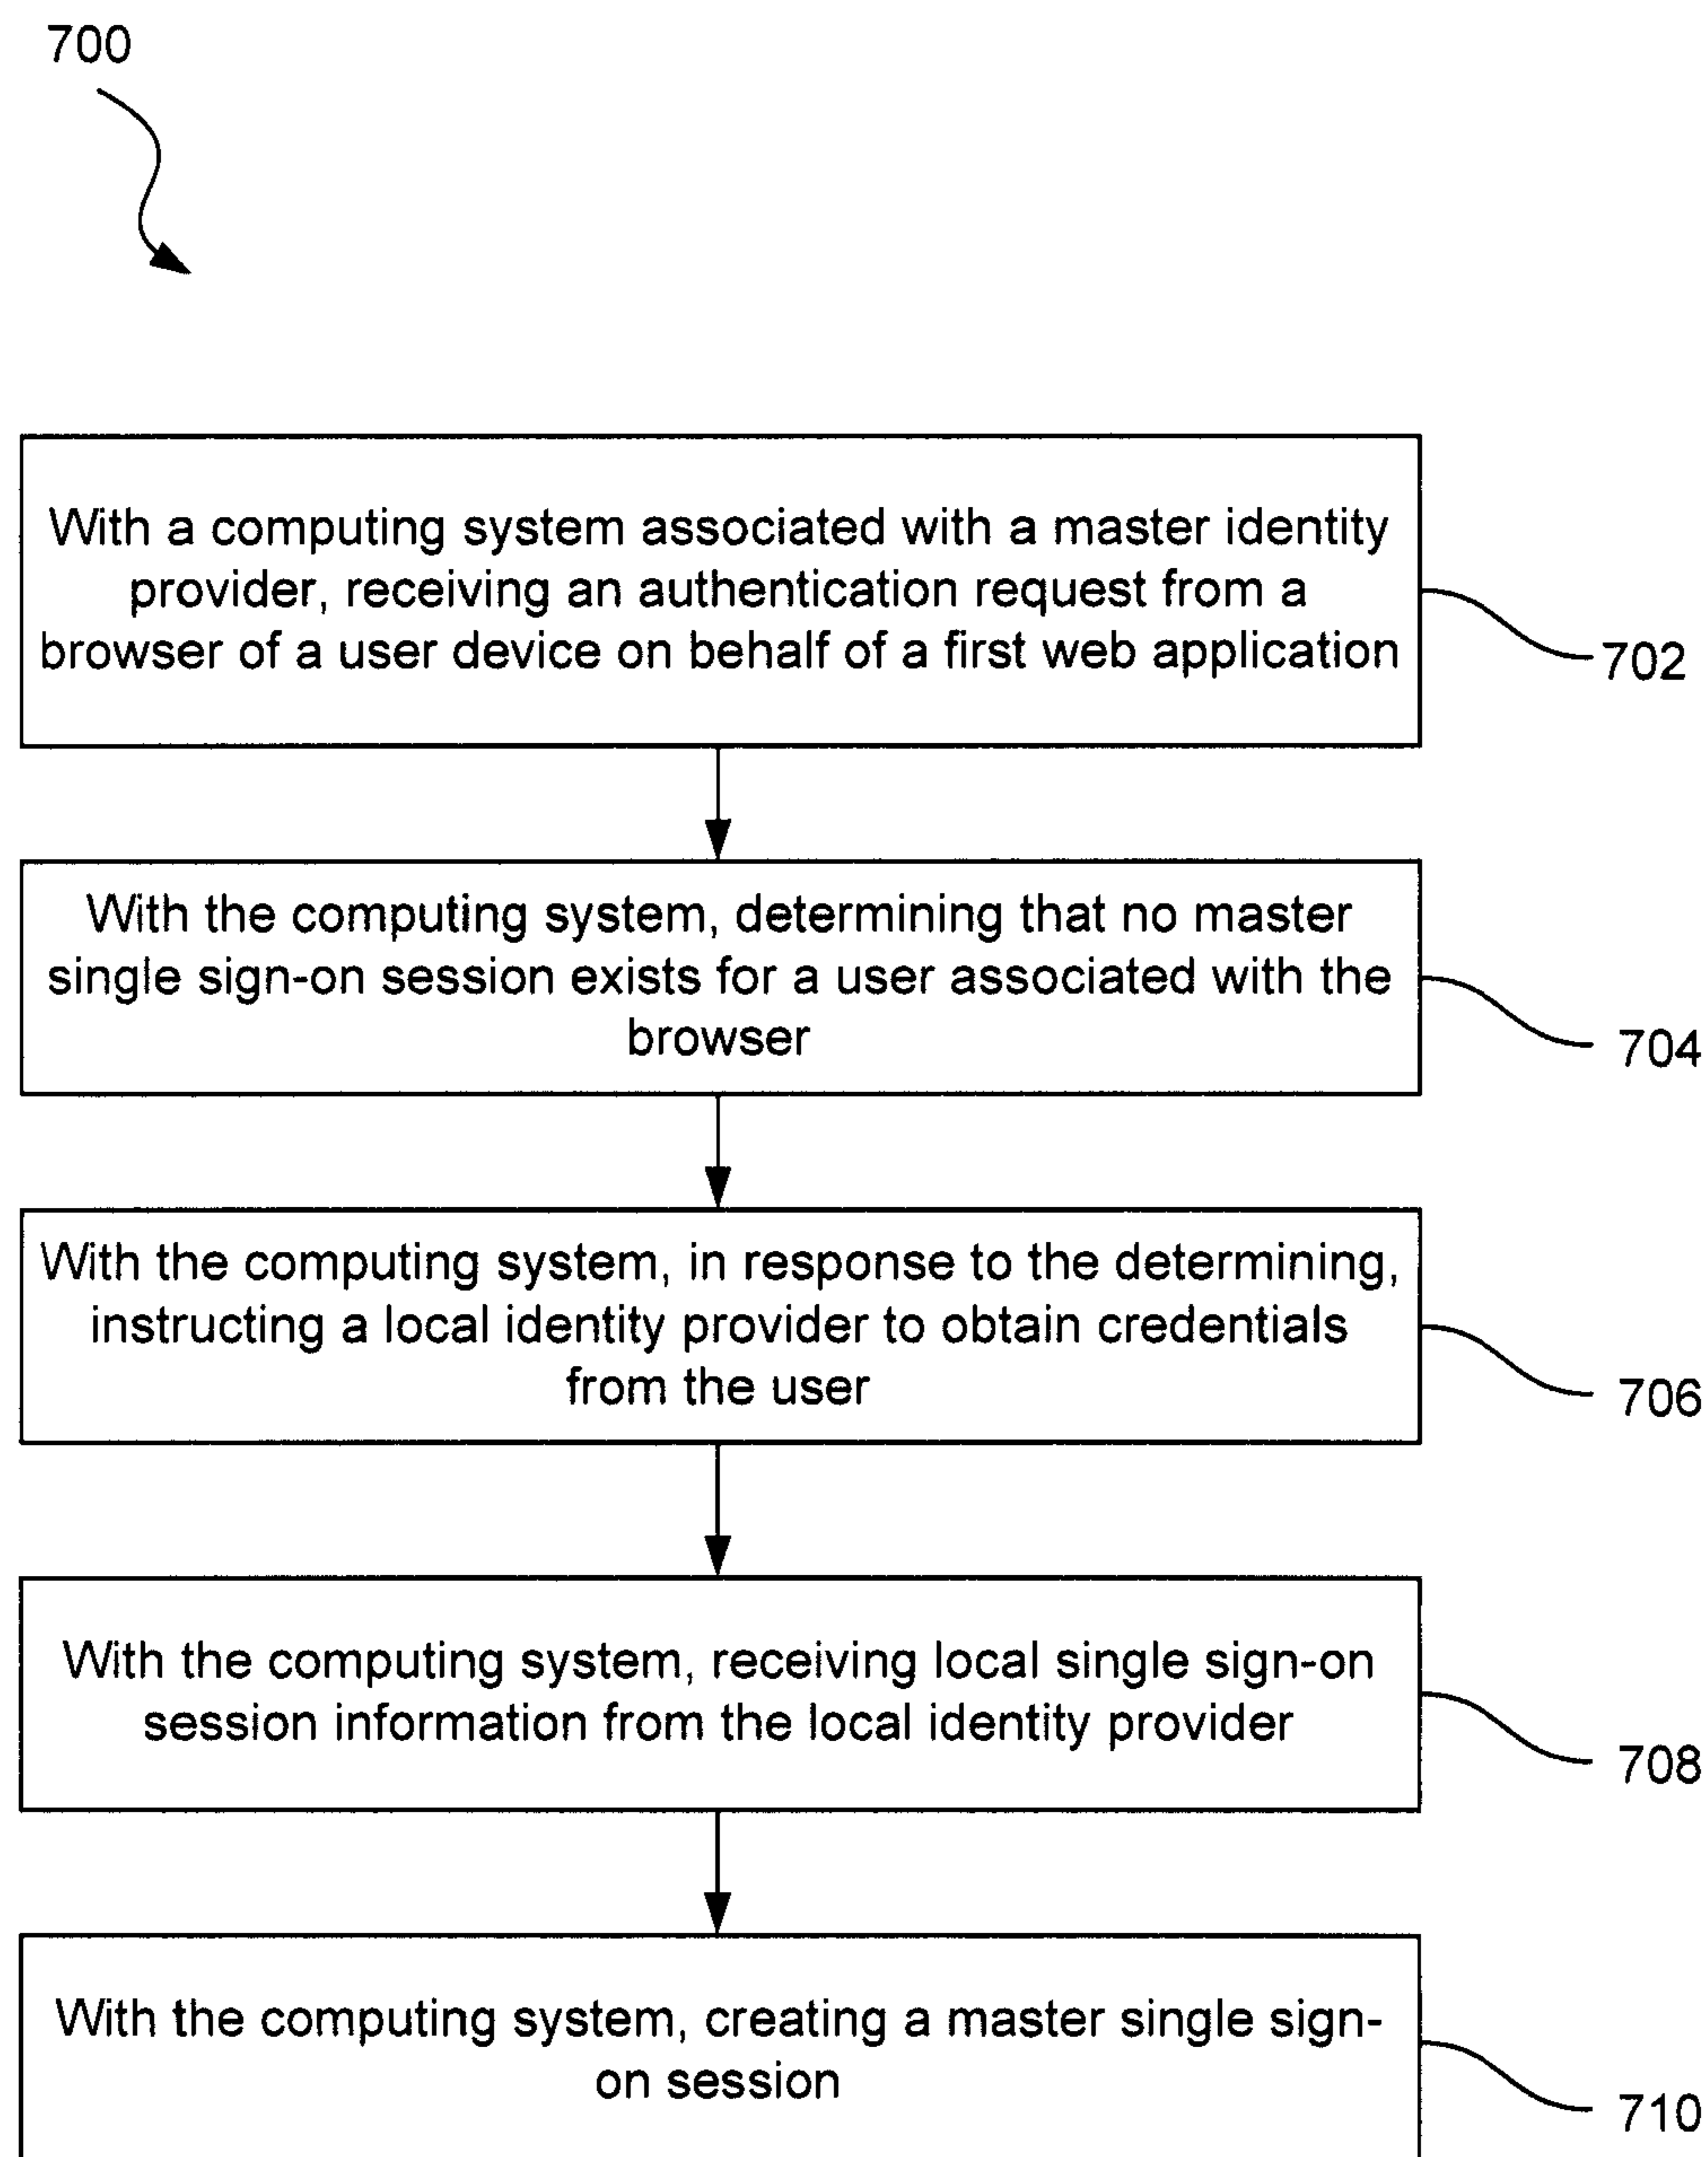 700
With a computing system associated with a master identity
provider, receiving an authentication request from a
browser of a user device on behalf of a first web application
702
With the computing system, determining that no master
single sign-on session exists for a user associated with the
browser
704
With the computing system, in response to the determining,
instructing a local identity provider to obtain credentials
from the user
706
With the computing system, receiving local single sign-on
session information from the local identity provider
708
With the computing system, creating a master single sign-
on session
710